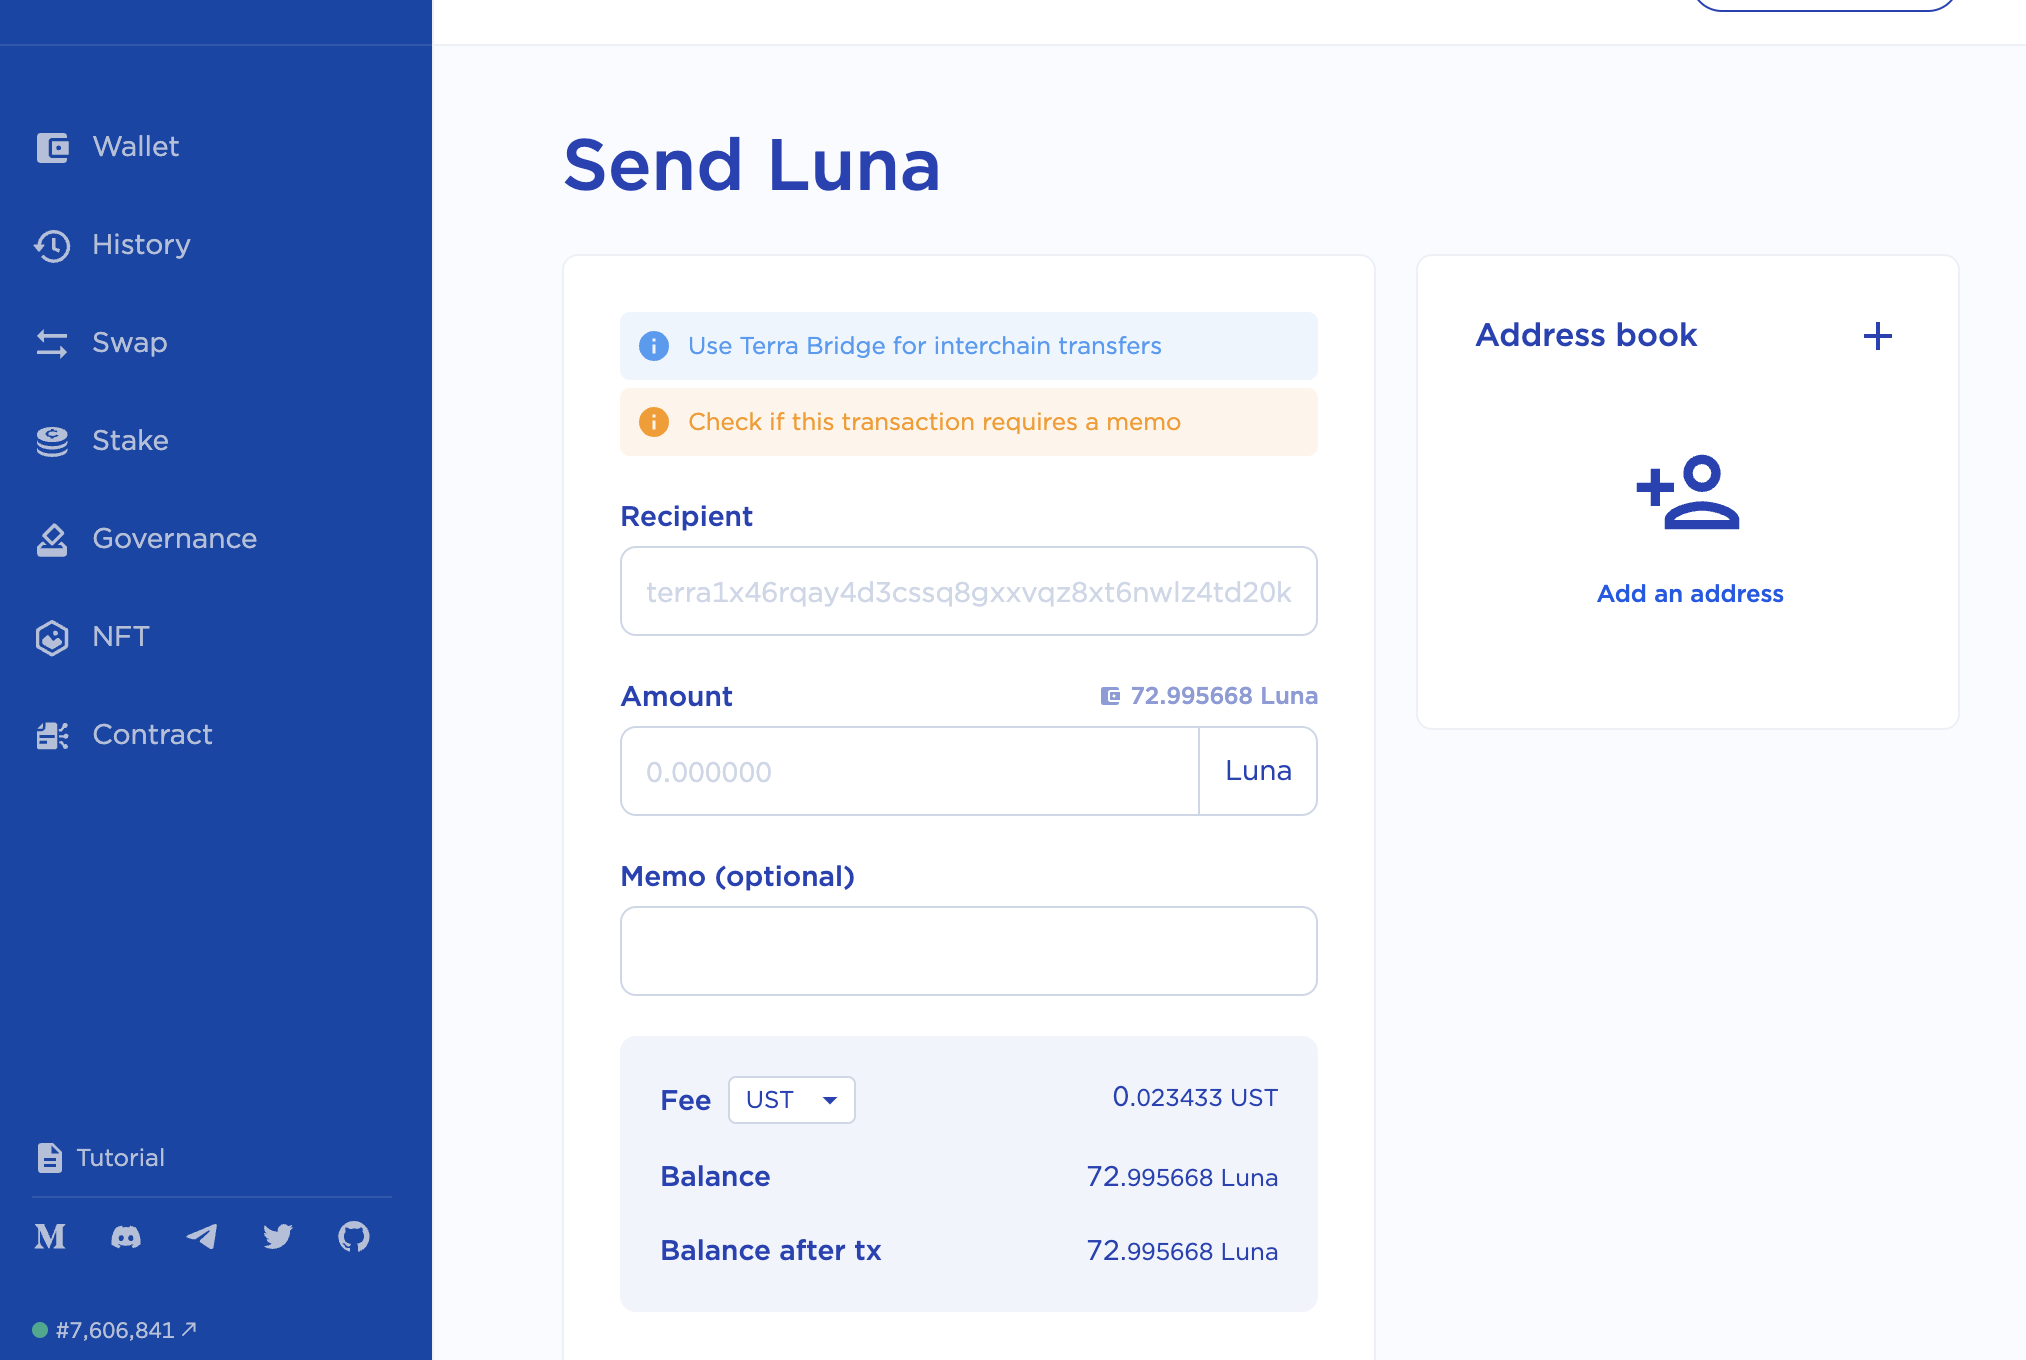 Wallet
History
Swap
Stake
Governance
NFT
Contract
Tutorial
#7,606,841
Send Luna
Use Terra Bridge for interchain transfers
Check if this transaction requires a memo
Recipient
terra1x46rqay4d3cssq8gxxvqz8xt6nwlz4td20k
Amount
72.995668 Luna
0.000000
Luna
Memo (optional)
Fee
UST
0.023433 UST
Balance
72.995668 Luna
Balance after tx
72.995668 Luna
Address book
Add an address